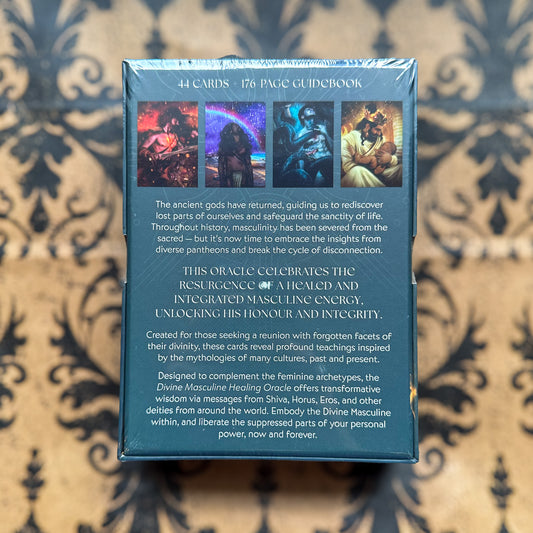 44 CARDS + 176-PAGE GUIDEBOOK
The ancient gods have returned, guiding us to rediscover
lost parts of ourselves and safeguard the sanctity of life.
Throughout history, masculinity has been severed from the
sacred — but it's now time to embrace the insights from
diverse pantheons and break the cycle of disconnection.
THIS ORACLE CELEBRATES THE
RESURGENCE OF A HEALED AND
INTEGRATED MASCULINE ENERGY,
UNLOCKING HIS HONOUR AND INTEGRITY.
Created for those seeking a reunion with forgotten facets of
their divinity, these cards reveal profound teachings inspired
by the mythologies of many cultures, past and present.
Designed to complement the feminine archetypes, the
Divine Masculine Healing Oracle offers transformative
wisdom via messages from Shiva, Horus, Eros, and other
deities from around the world. Embody the Divine Masculine
within, and liberate the suppressed parts of your personal
power, now and forever.